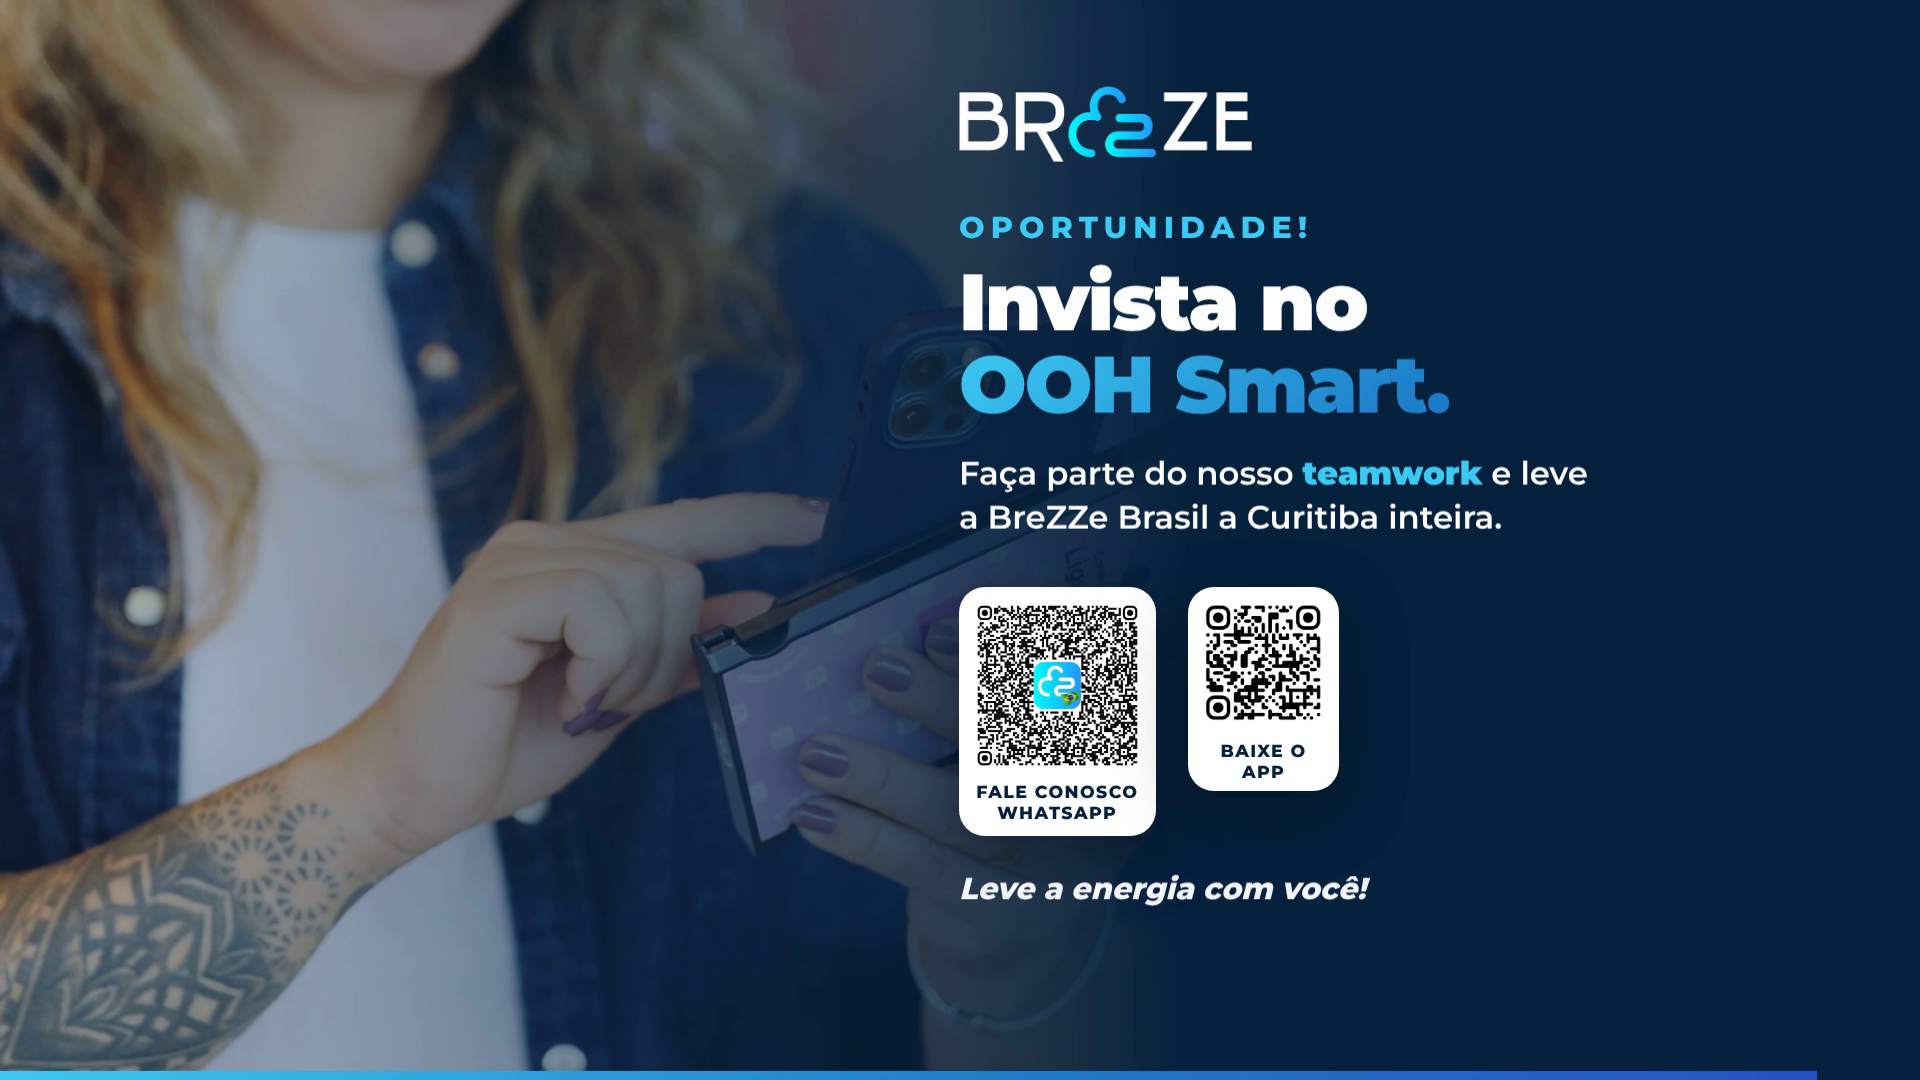 BREZZE
OPORTUNIDADE!
Invista no
OOH Smart.
Faça parte do nosso teamwork e leve
a BreZZe Brasil a Curitiba inteira.
FALE CONOSCO
WHATSAPP
BAIXE O
APP
Leve a energia com você!